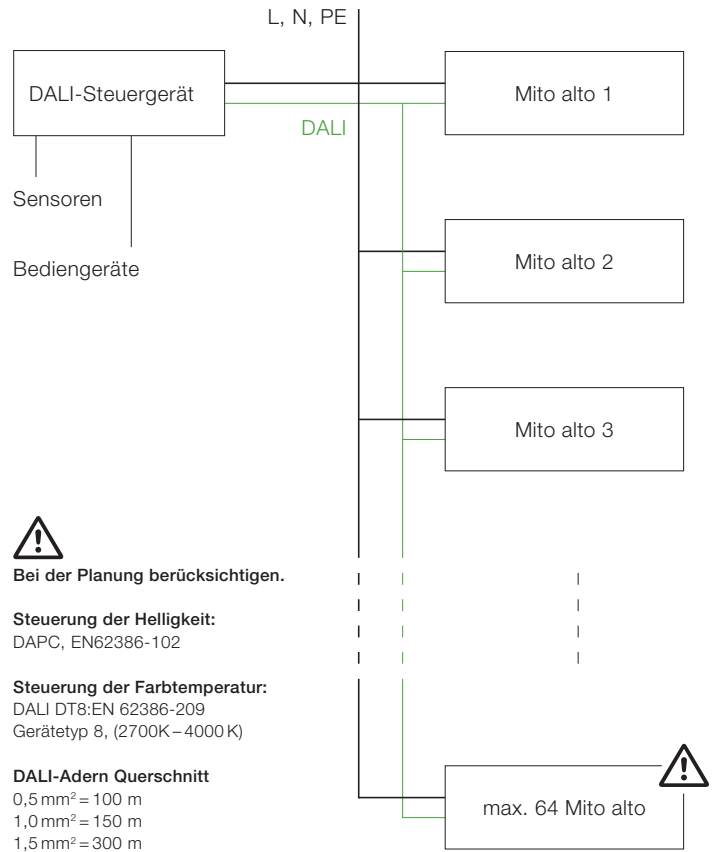 L, N, PE
DALI-Steuergerät
Mito alto 1
DALI
Sensoren
Bediengeräte
Mito alto 2
Mito alto 3
Bei der Planung berücksichtigen.
Steuerung der Helligkeit:
DAPC, EN62386-102
Steuerung der Farbtemperatur:
DALI DT8:EN 62386-209
Gerätetyp 8, (2700K–4000 K)
DALI-Adern Querschnitt
0,5 mm² = 100 m
1,0 mm² = 150 m
1,5 mm² = 300 m
max. 64 Mito alto